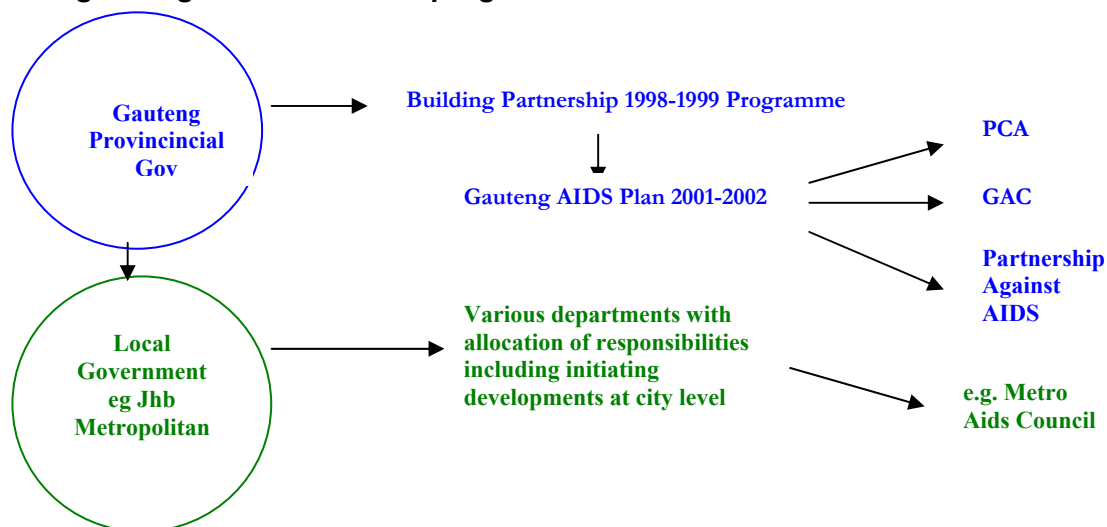 Gauteng
Provincincial
Gov
Building Partnership 1998-1999 Programme
Gauteng AIDS Plan 2001-2002
PCA
GAC
Partnership
Against
AIDS
Local
Government
eg Jhb
Metropolitan
Various departments with
allocation of responsibilities
including initiating
developments at city level
e.g. Metro
Aids Council